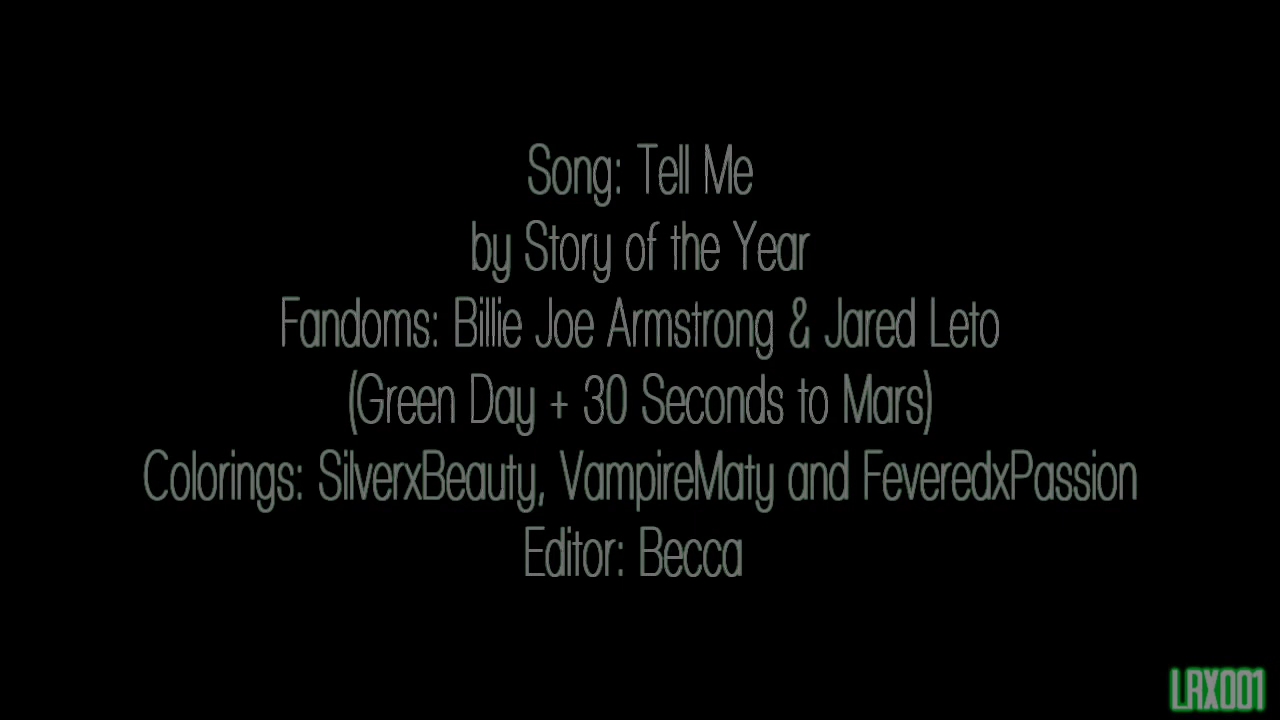 Song: Tell Me
by Story of the Year
Fandoms: Billie Joe Armstrong & Jared Leto
(Green Day + 30 Seconds to Mars)
Colorings: SilverxBeauty, VampireMaty and FeveredxPassion
Editor: Becca
LAX001